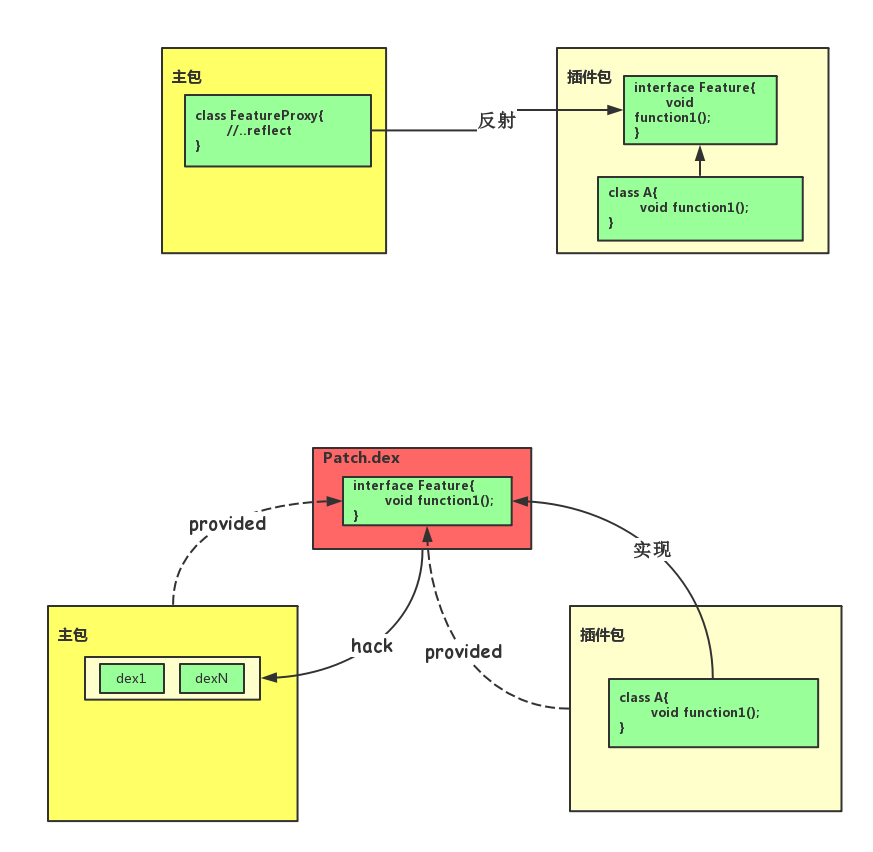 主包
class FeatureProxy{
//..reflect
}
反射
插件包
interface Feature{
void
function1();
}
class A{
void function1();
}
Patch.dex
interface Feature{
void function1();
}
provided
实现
hack
provided
主包
dex1
dexN
插件包
class A{
void function1();
}